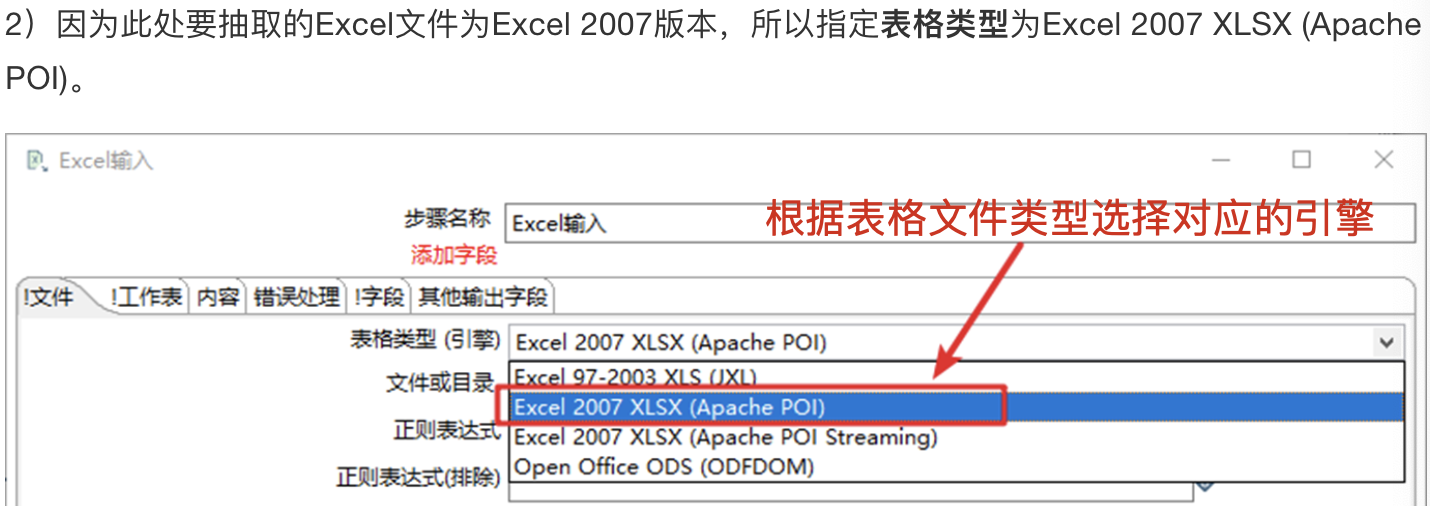 2）因为此处要抽取的Excel文件为Excel 2007版本，所以指定表格类型为Excel 2007 XLSX (Apache
POI)。
Excel输入
步骤名称 Excel输入
根据表格文件类型选择对应的引擎
添加字段
!文件 !工作表 内容 错误处理 !字段 其他输出字段
表格类型 (引擎) Excel 2007 XLSX (Apache POI)
文件或目录
Excel 97-2003 XLS (JXL)
Excel 2007 XLSX (Apache POI)
正则表达式
Excel 2007 XLSX (Apache POI Streaming)
Open Office ODS (ODFDOM)
正则表达式(排除)